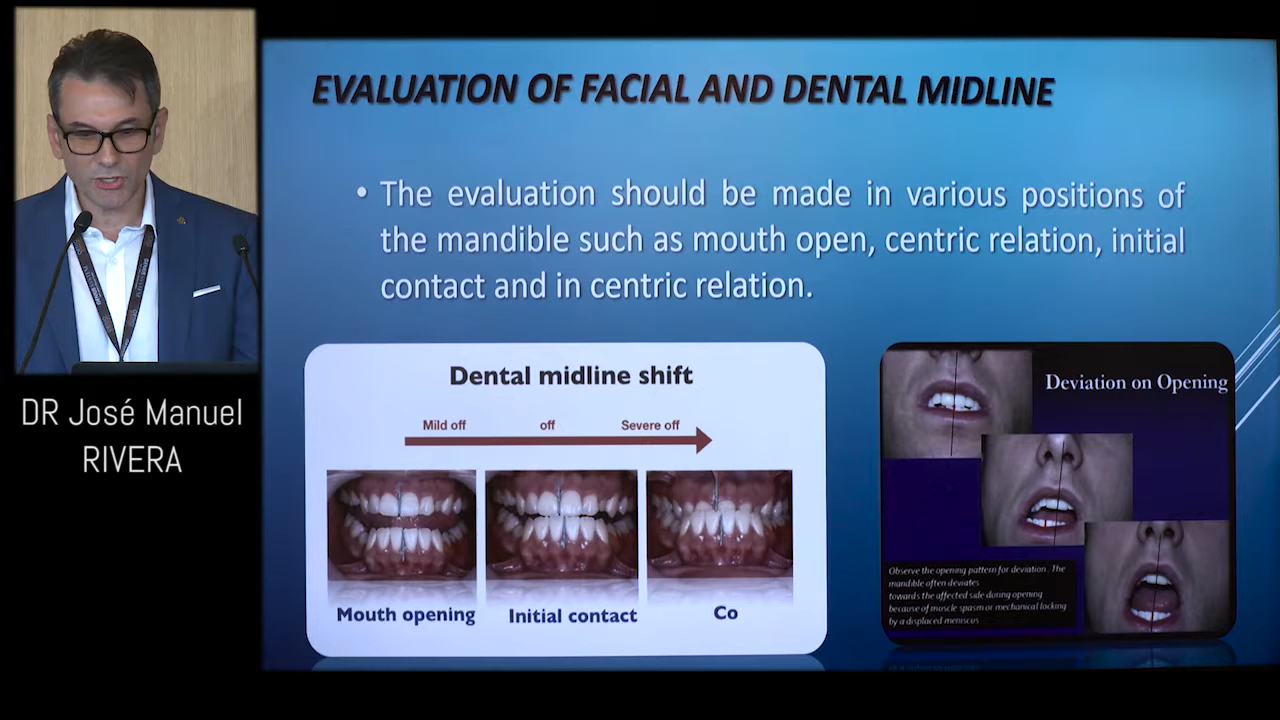 EVALUATION OF FACIAL AND DENTAL MIDLINE
• The evaluation should be made in various positions of
the mandible such as mouth open, centric relation, initial
contact and in centric relation.
Dental midline shift
Mild off off Severe off
Mouth opening Initial contact Co
Deviation on Opening
Observe the opening pattern for deviation. The
mandible often deviates
towards the affected side during opening
because of muscle spasm or mechanical locking
by a displaced meniscus
DR José Manuel
RIVERA